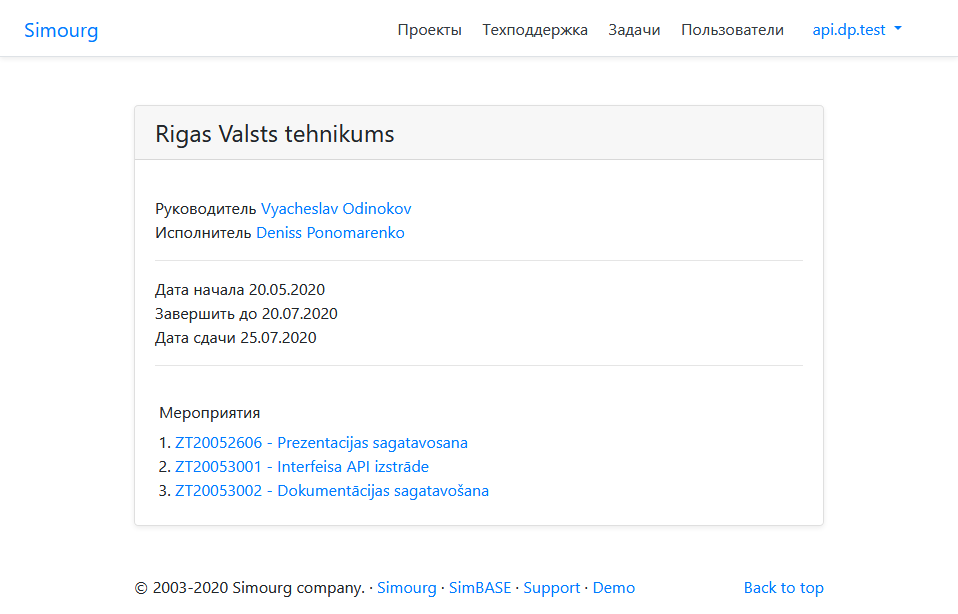 Simourg Проекты Техподдержка Задачи Пользователи api.dp.test
Rigas Valsts tehnikums
Руководитель Vyacheslav Odinokov
Исполнитель Deniss Ponomarenko
Дата начала 20.05.2020
Завершить до 20.07.2020
Дата сдачи 25.07.2020
Мероприятия
1. ZT20052606 - Prezentacijas sagatavosana
2. ZT20053001 - Interfeisa API izstrāde
3. ZT20053002 - Dokumentācijas sagatavošana
© 2003-2020 Simourg company. · Simourg · SimBASE · Support · Demo Back to top